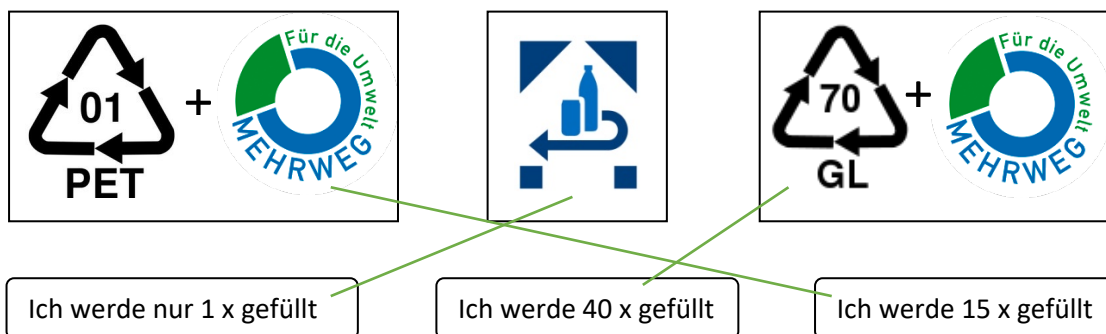 01
PET
+
Für die Umwelt
MEHRWEG
70
GL
+
Für die Umwelt
MEHRWEG
Ich werde nur 1 x gefüllt
Ich werde 40 x gefüllt
Ich werde 15 x gefüllt